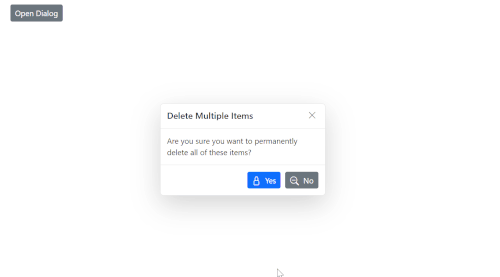 Open Dialog
Delete Multiple Items
Are you sure you want to permanently
delete all of these items?
Yes No